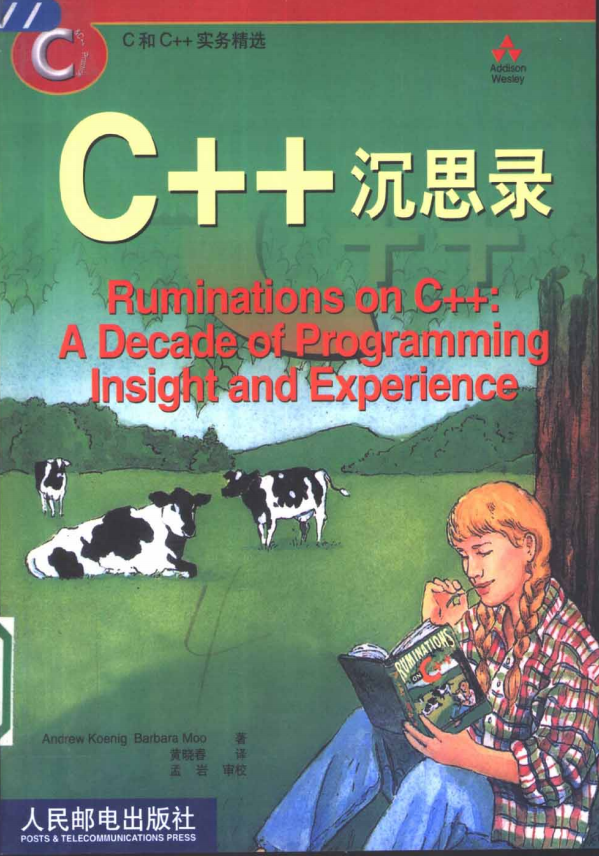 C
C 和 C++ 实务精选
Addison
Wesley
C++ 沉思录
Ruminations on C++:
A Decade of Programming
Insight and Experience
RUMINATIONS
ON
C++
Andrew Koenig Barbara Moo 著
黄晓春 译
孟 岩 审校
人民邮电出版社
POSTS & TELECOMMUNICATIONS PRESS